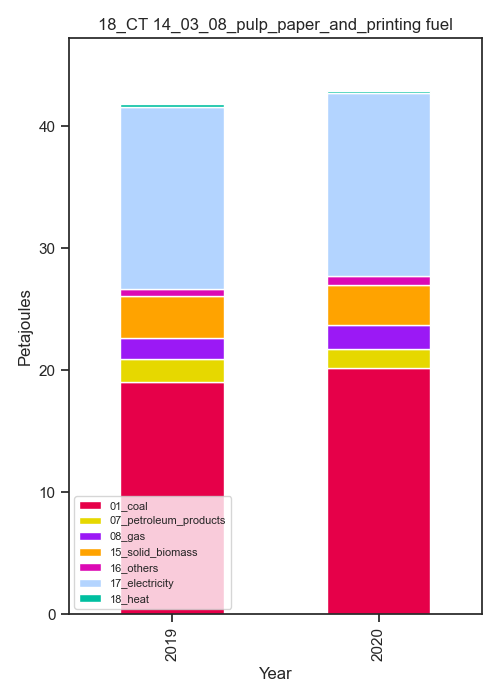 18_CT 14_03_08_pulp_paper_and_printing fuel
Petajoules
40
30
20
10
0
01_coal
07_petroleum_products
08_gas
15_solid_biomass
16_others
17_electricity
18_heat
2019
2020
Year